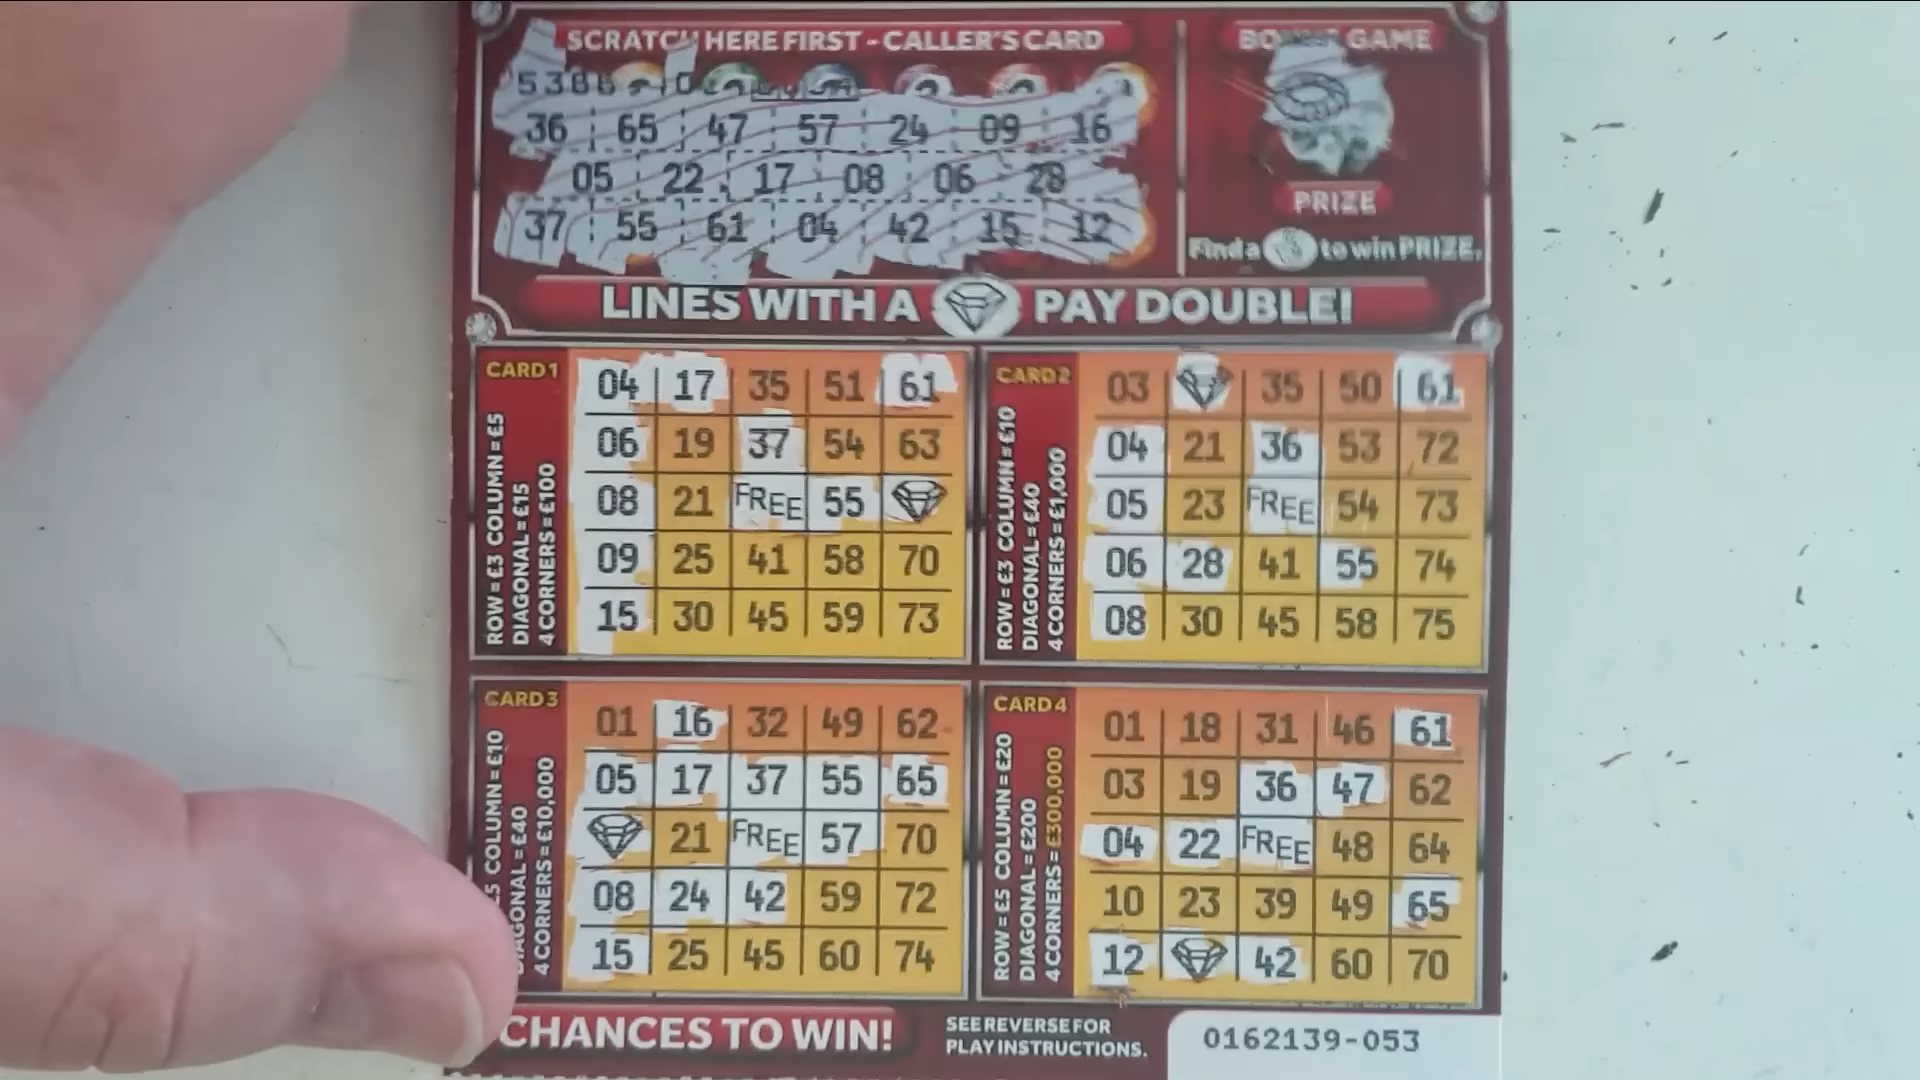 SCRATCH HERE FIRST - CALLER'S CARD
36 65 47 57 24 09 16
05 22 17 08 06 28
37 55 61 04 42 15 12
BONUS GAME
PRIZE
Find a to win PRIZE.
LINES WITH A PAY DOUBLE!
CARD 1
ROW = £3 COLUMN = £5
DIAGONAL = £15
4 CORNERS = £100
04 17 35 51 61
06 19 37 54 63
08 21 FREE 55
09 25 41 58 70
15 30 45 59 73
CARD 2
ROW = £3 COLUMN = £10
DIAGONAL = £40
4 CORNERS = £1,000
03 35 50 61
04 21 36 53 72
05 23 FREE 54 73
06 28 41 55 74
08 30 45 58 75
CARD 3
COLUMN = £10
DIAGONAL = £40
4 CORNERS = £10,000
01 16 32 49 62
05 17 37 55 65
21 FREE 57 70
08 24 42 59 72
15 25 45 60 74
CARD 4
ROW = £5 COLUMN = £20
DIAGONAL = £200
4 CORNERS = £300,000
01 18 31 46 61
03 19 36 47 62
04 22 FREE 48 64
10 23 39 49 65
12 42 60 70
CHANCES TO WIN!
SEE REVERSE FOR
PLAY INSTRUCTIONS.
0162139-053